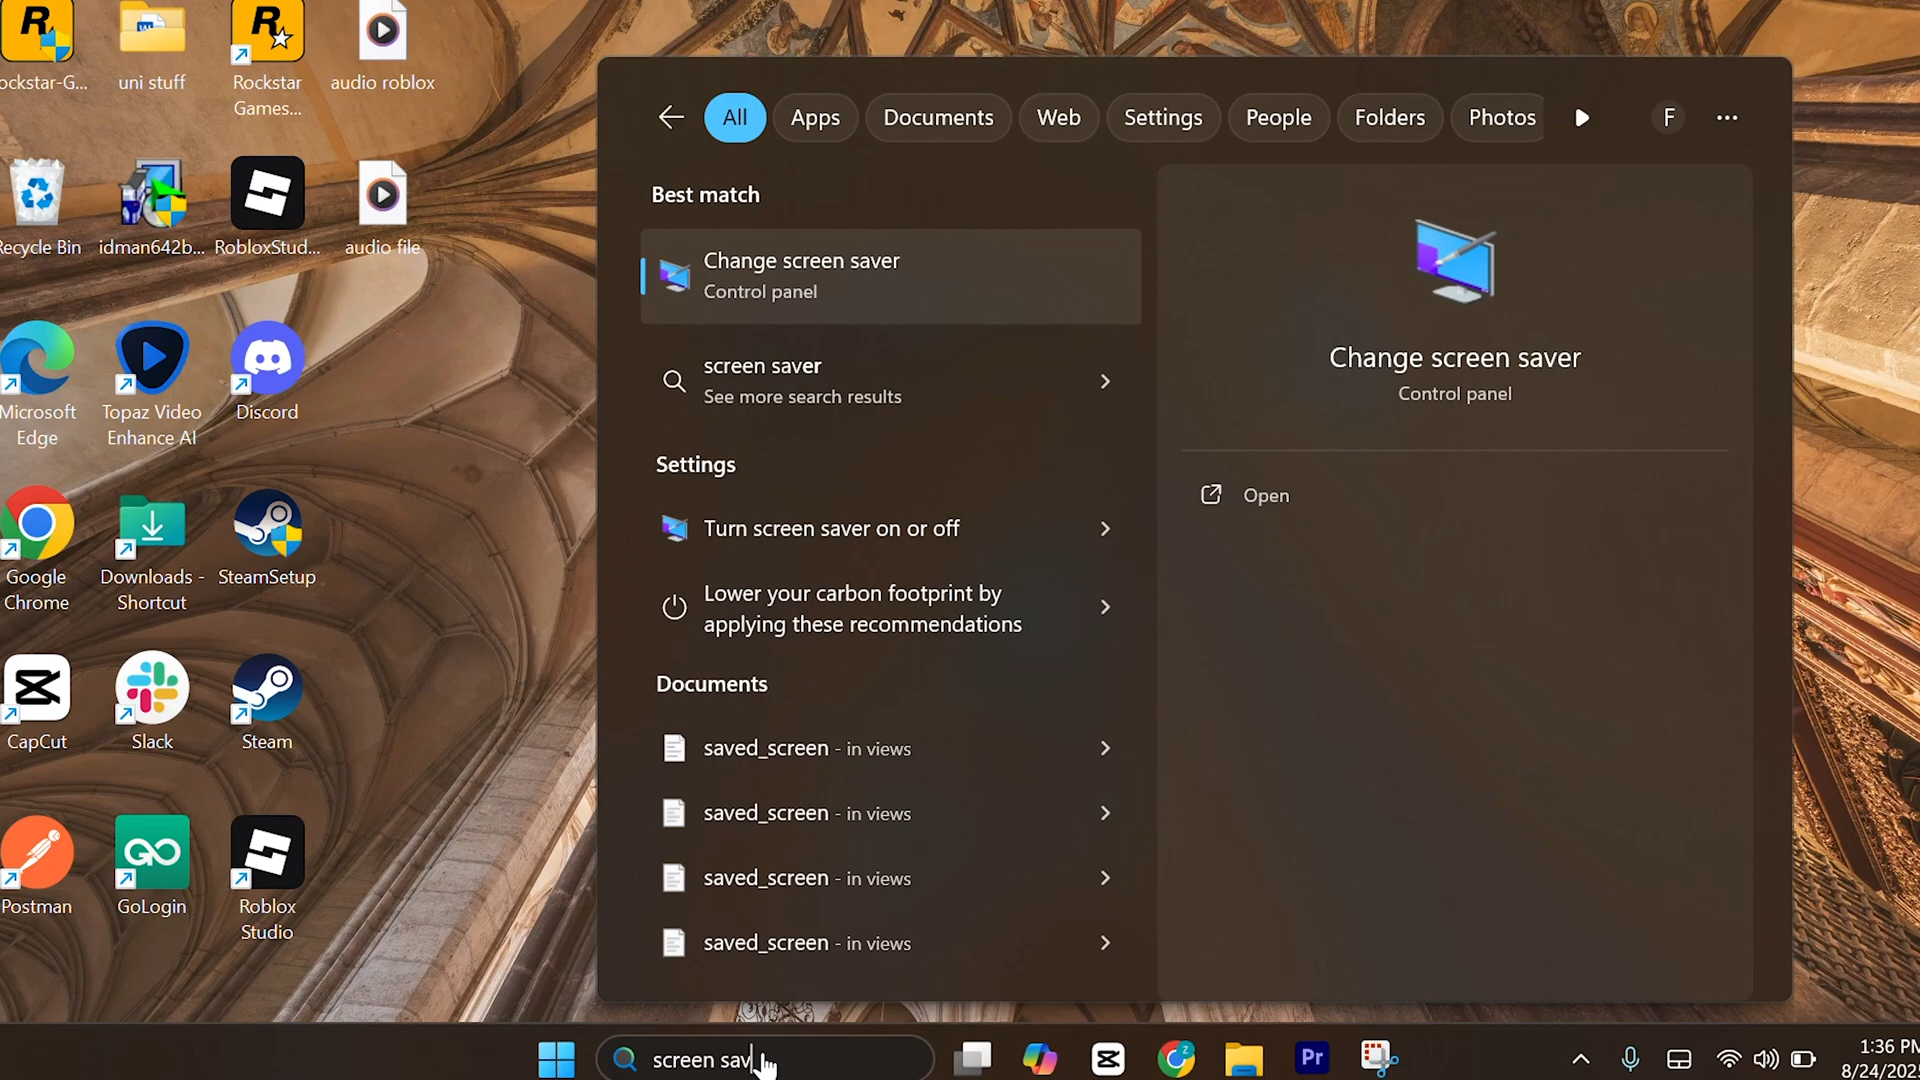 ockstar-G...
uni stuff
Rockstar
Games...
audio roblox
Recycle Bin
idman642b...
RobloxStud...
audio file
Microsoft
Edge
Topaz Video
Enhance AI
Discord
Google
Chrome
Downloads -
Shortcut
SteamSetup
CapCut
Slack
Steam
Postman
GoLogin
Roblox
Studio
All
Apps
Documents
Web
Settings
People
Folders
Photos
F
Best match
Change screen saver
Control panel
screen saver
See more search results
Settings
Turn screen saver on or off
Lower your carbon footprint by
applying these recommendations
Documents
saved_screen - in views
saved_screen - in views
saved_screen - in views
saved_screen - in views
Change screen saver
Control panel
Open
screen sav
Z
Pr
1:36 PM
8/24/202